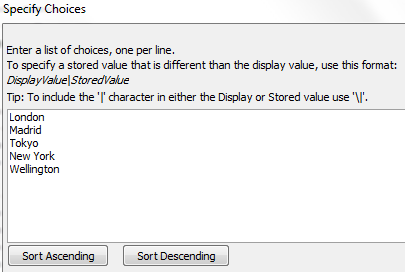 Specify Choices
Enter a list of choices, one per line.
To specify a stored value that is different than the display value, use this format:
DisplayValue|StoredValue
Tip: To include the '|' character in either the Display or Stored value use '\|'.
London
Madrid
Tokyo
New York
Wellington
Sort Ascending Sort Descending